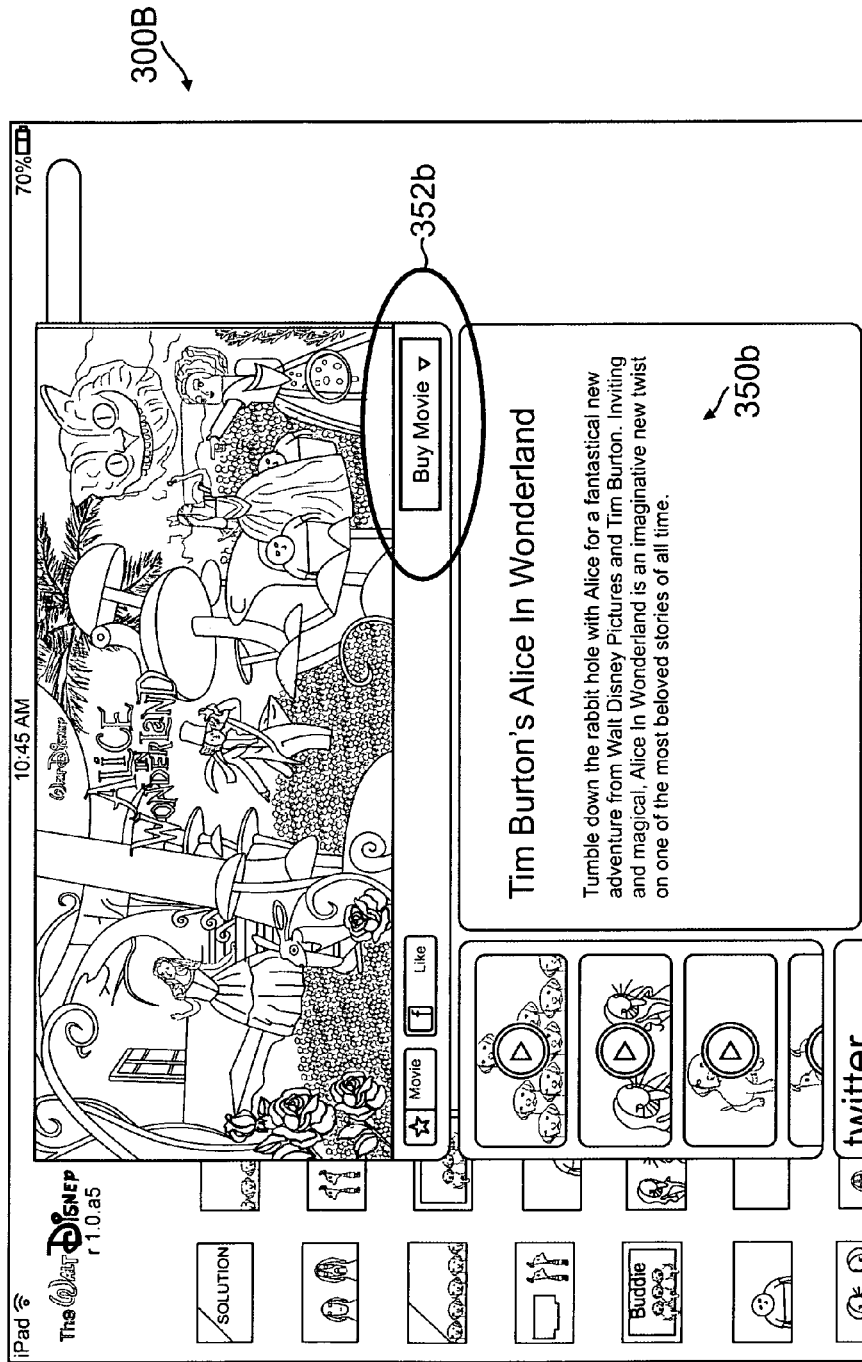 iPad
10:45 AM
70%
The WALT DISNEP
r 1.0.a5
300B
SOLUTION
Buddie
WALT DISNEP
ALICE
IN
WONDERLAND
Movie
f Like
Buy Movie
352b
Tim Burton's Alice In Wonderland
Tumble down the rabbit hole with Alice for a fantastical new
adventure from Walt Disney Pictures and Tim Burton. Inviting
and magical, Alice In Wonderland is an imaginative new twist
on one of the most beloved stories of all time.
350b
twitter